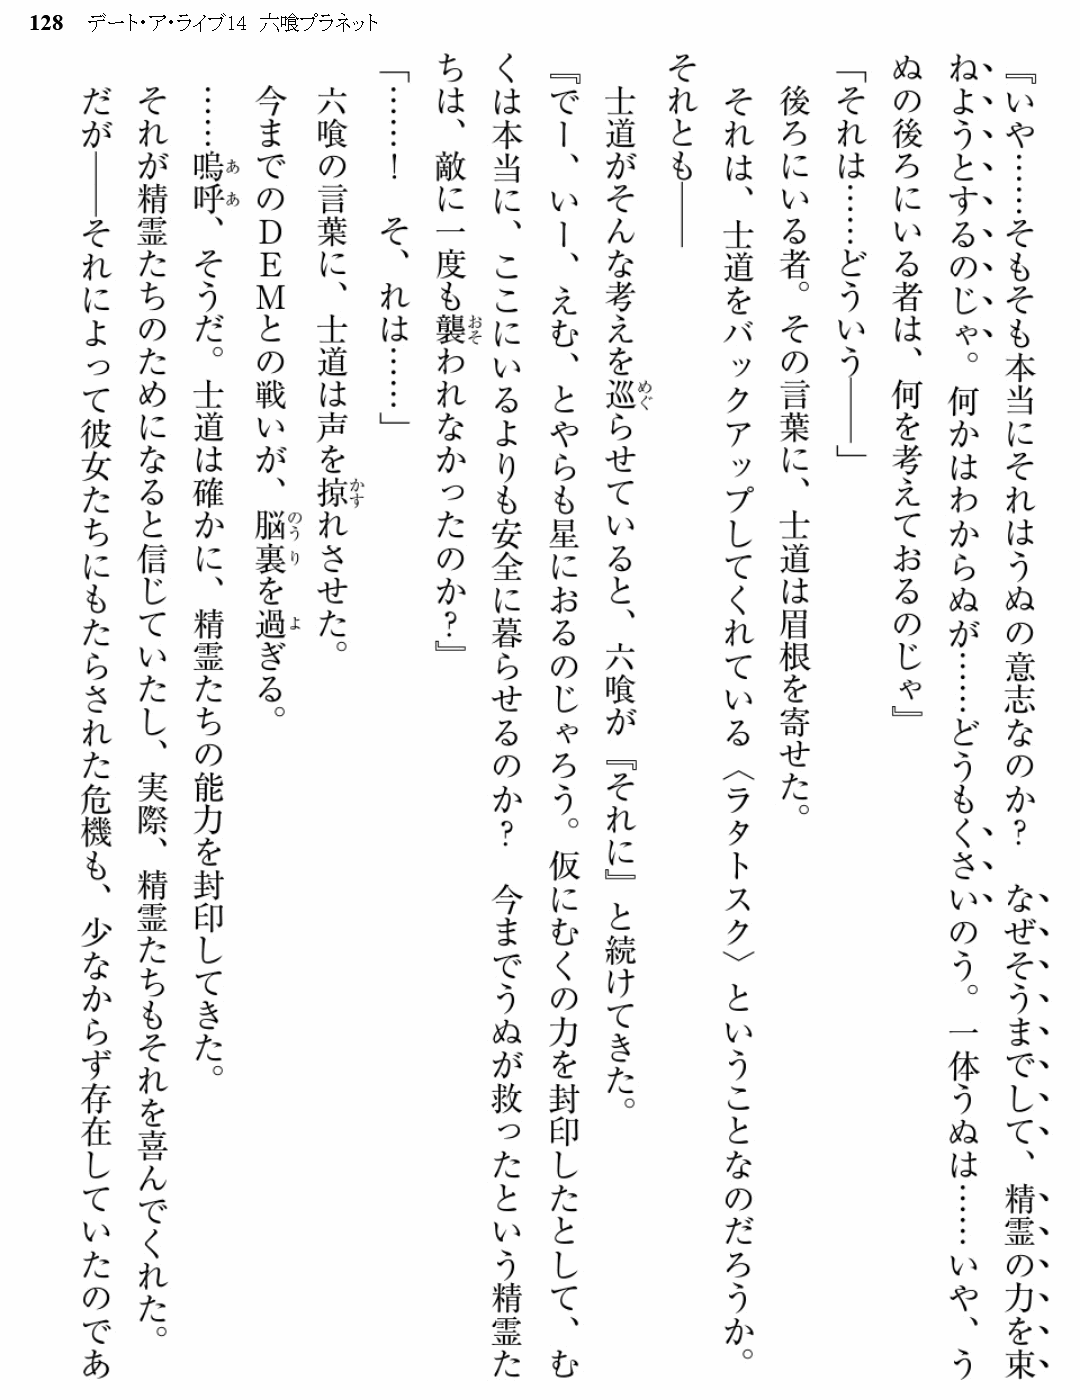 128 デート・ア・ライブ14 六喰プラネット
『いや……そもそも本当にそれはうぬの意志なのか？　なぜそうまでして、精霊の力を束
ねようとするのじゃ。何かはわからぬが……どうもくさいのう。一体うぬは……いや、う
ぬの後ろにいる者は、何を考えておるのじゃ』
「それは……どういう――」
後ろにいる者。その言葉に、士道は眉根を寄せた。
それは、士道をバックアップしてくれている〈ラタトスク〉ということなのだろうか。
それとも――
士道がそんな考えを巡らせていると、六喰が『それに』と続けてきた。
『でー、いー、えむ、とやらも星におるのじゃろう。仮にむくの力を封印したとして、む
くは本当に、ここにいるよりも安全に暮らせるのか？　今までうぬが救ったという精霊た
ちは、敵に一度も襲われなかったのか？』
「……！　そ、れは……」
六喰の言葉に、士道は声を掠れさせた。
今までのDEMとの戦いが、脳裏を過ぎる。
……嗚呼、そうだ。士道は確かに、精霊たちの能力を封印してきた。
それが精霊たちのためになると信じていたし、実際、精霊たちもそれを喜んでくれた。
だが――それによって彼女たちにもたらされた危機も、少なからず存在していたのであ